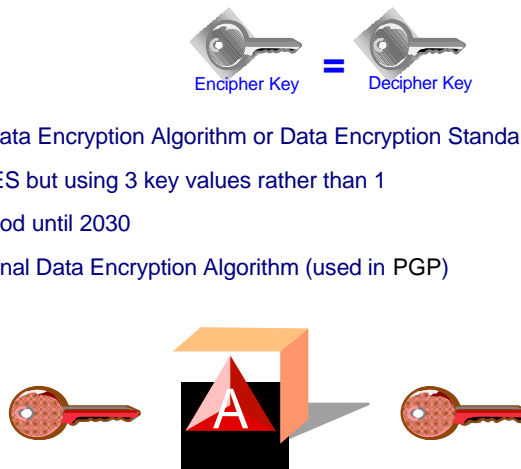 Encipher Key = Decipher Key
ata Encryption Algorithm or Data Encryption Standa
ES but using 3 key values rather than 1
od until 2030
nal Data Encryption Algorithm (used in PGP)
A